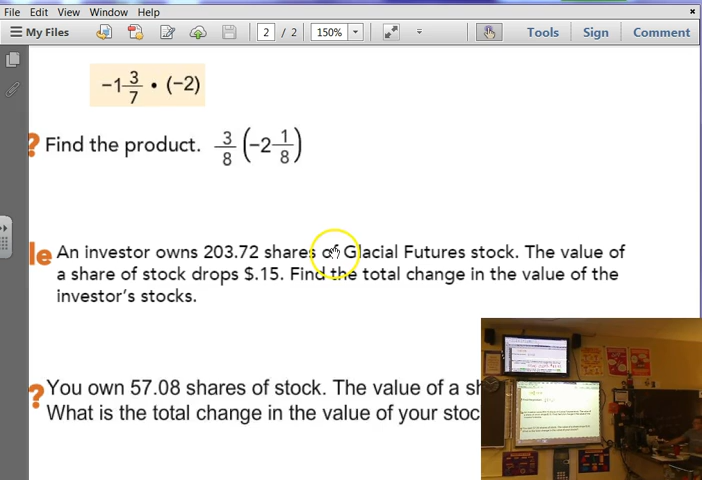 File Edit View Window Help
My Files 2 / 2 150% Tools Sign Comment
−1 3/7 • (−2)
? Find the product. 3/8 (−2 1/8)
le An investor owns 203.72 shares of Glacial Futures stock. The value of
a share of stock drops $.15. Find the total change in the value of the
investor's stocks.
? You own 57.08 shares of stock. The value of a sh
What is the total change in the value of your stoc